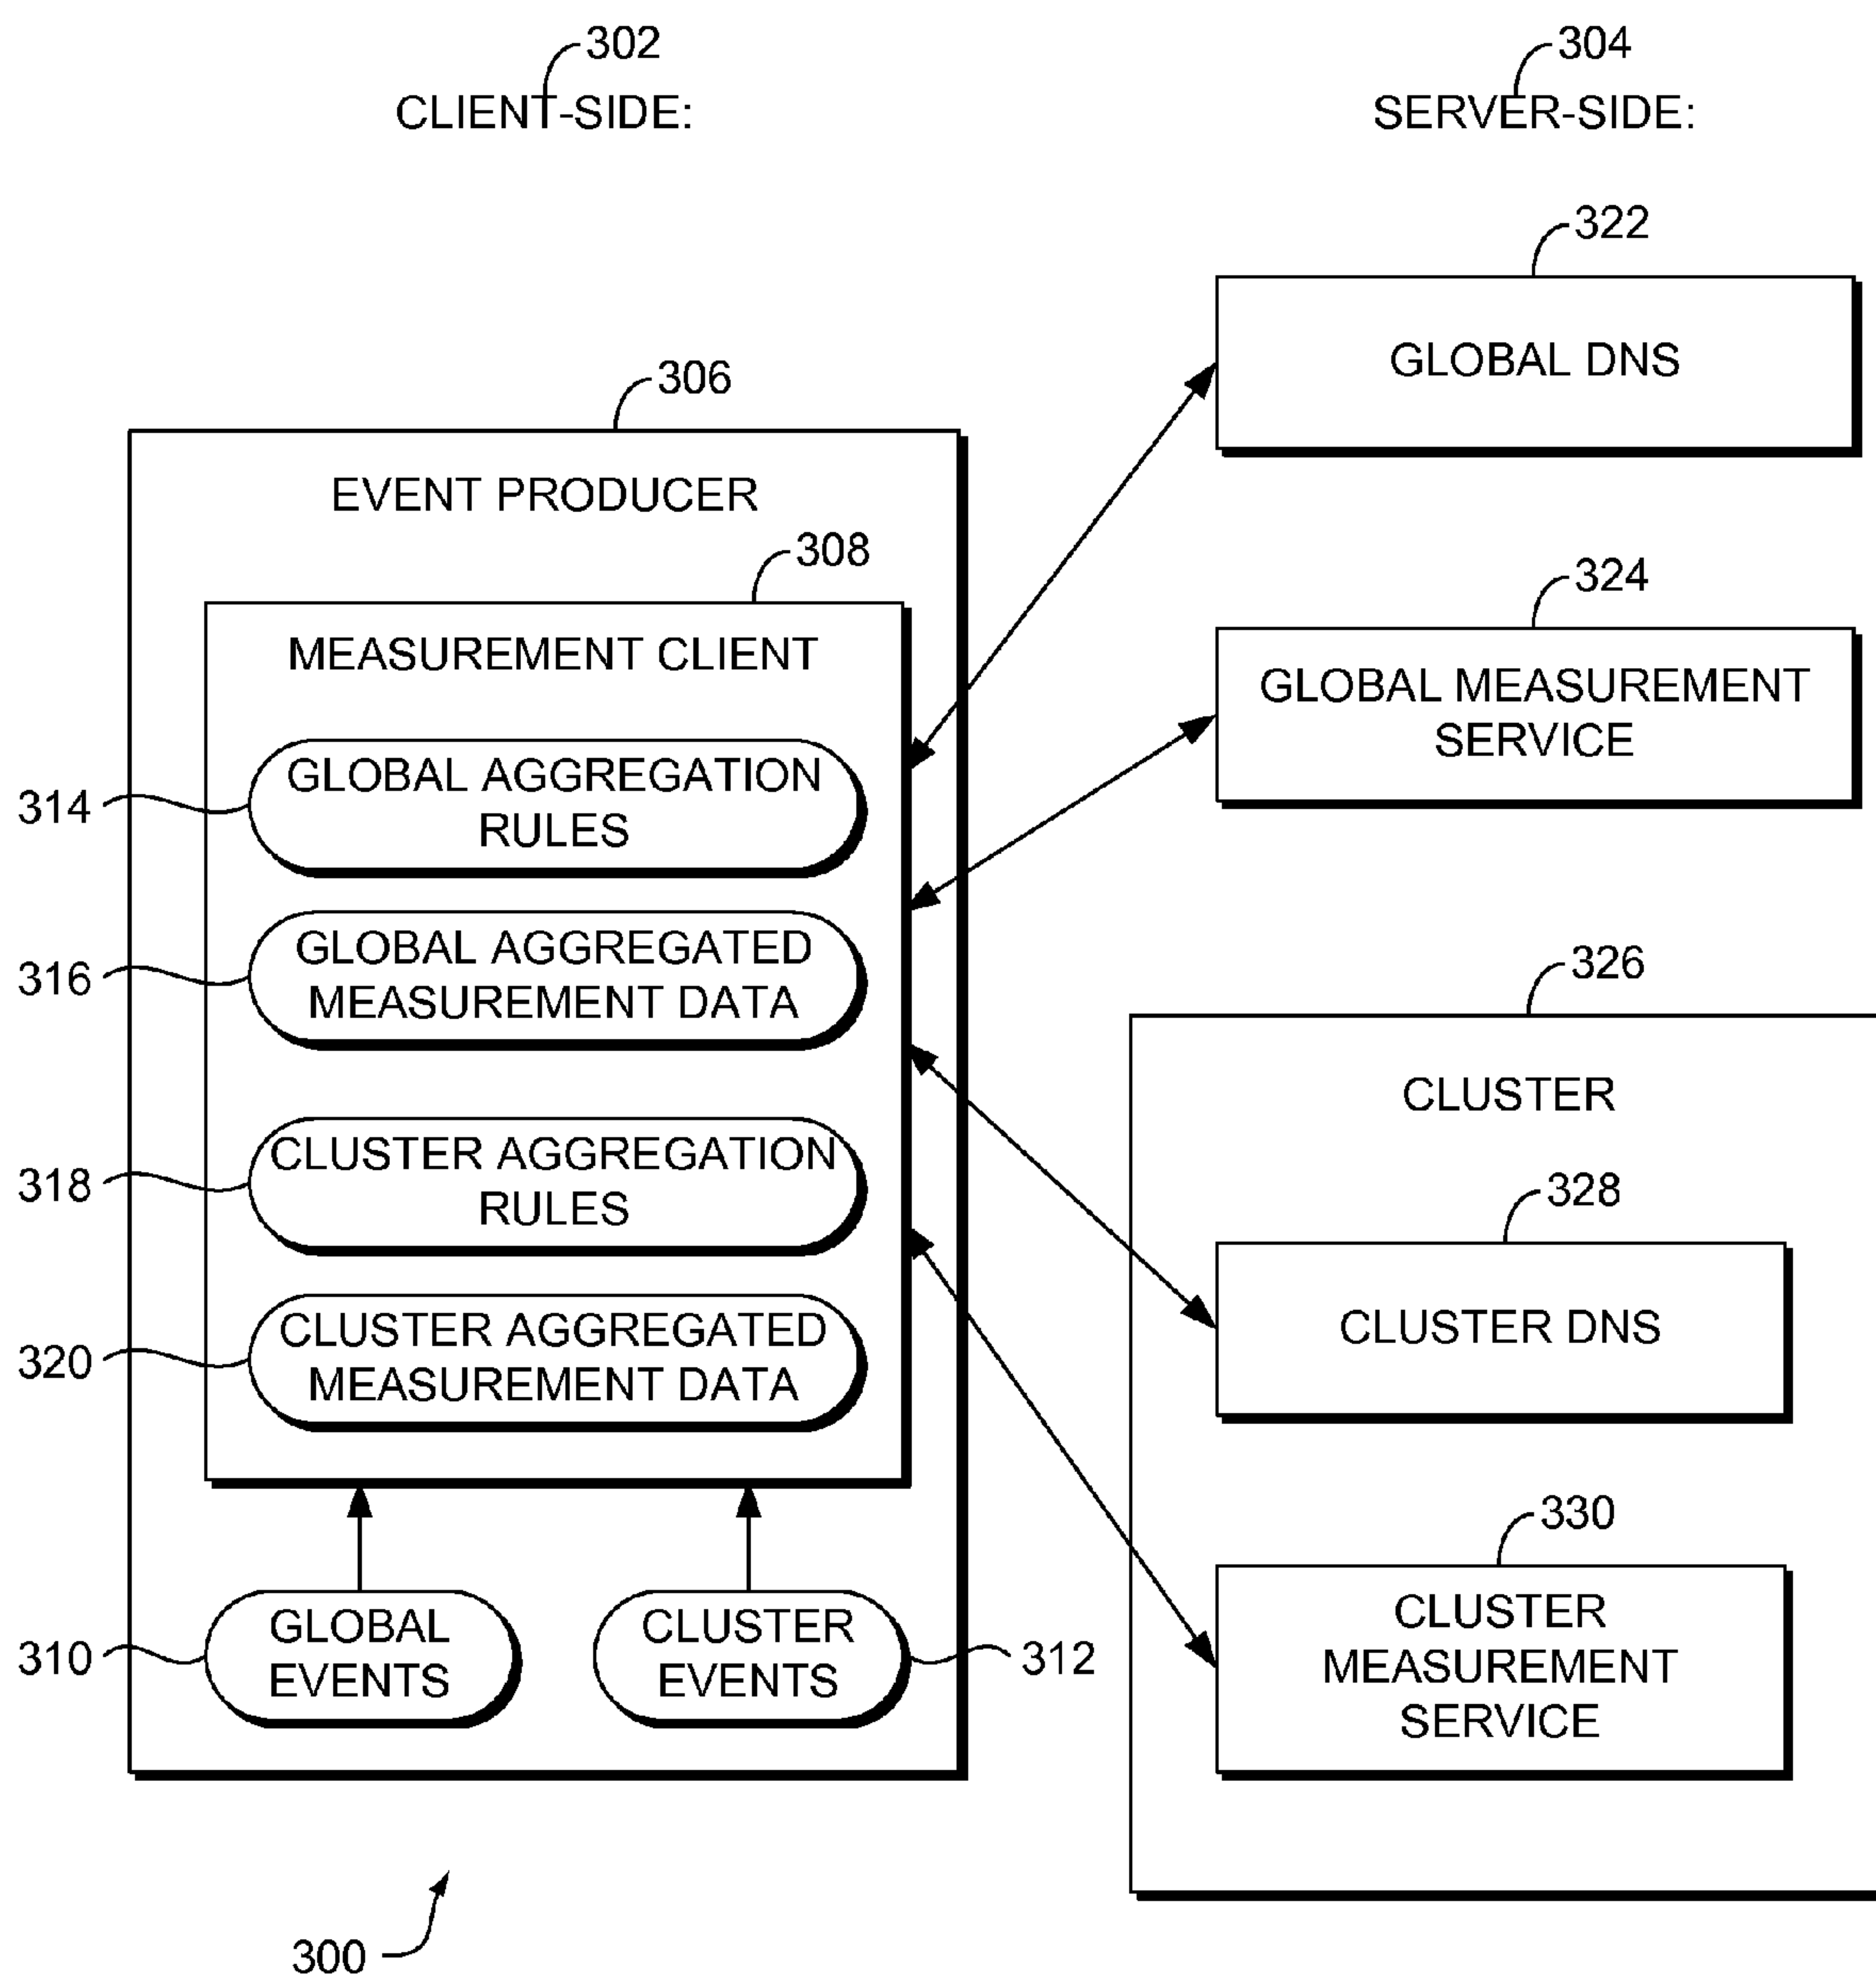 302
CLIENT-SIDE:
304
SERVER-SIDE:
322
GLOBAL DNS
306
EVENT PRODUCER
308
MEASUREMENT CLIENT
324
GLOBAL MEASUREMENT
SERVICE
314
GLOBAL AGGREGATION
RULES
316
GLOBAL AGGREGATED
MEASUREMENT DATA
318
CLUSTER AGGREGATION
RULES
320
CLUSTER AGGREGATED
MEASUREMENT DATA
310
GLOBAL
EVENTS
CLUSTER
EVENTS
312
326
CLUSTER
328
CLUSTER DNS
330
CLUSTER
MEASUREMENT
SERVICE
300